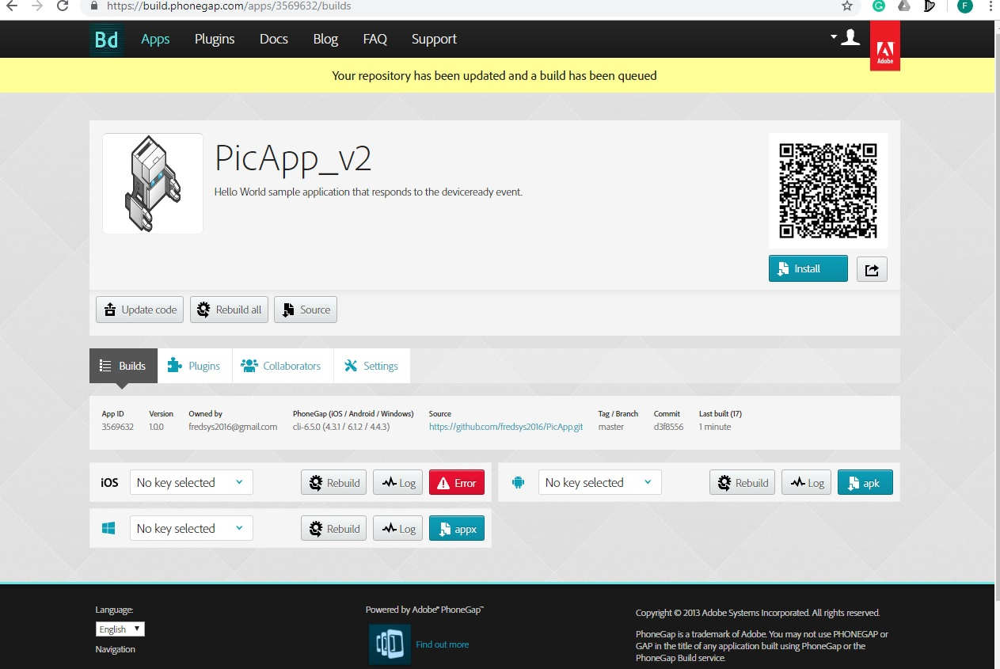 https://build.phonegap.com/apps/3569632/builds
F
Bd Apps Plugins Docs Blog FAQ Support
Adobe
Your repository has been updated and a build has been queued
PicApp_v2
Hello World sample application that responds to the deviceready event.
Install
Update code Rebuild all Source
Builds Plugins Collaborators Settings
App ID Version Owned by PhoneGap (iOS / Android / Windows) Source Tag / Branch Commit Last built (17)
3569632 1.0.0 fredsys2016@gmail.com cli-6.5.0 (4.3.1 / 6.1.2 / 4.4.3) https://github.com/fredsys2016/PicApp.git master d3f8556 1 minute
iOS No key selected Rebuild Log Error No key selected Rebuild Log apk
No key selected Rebuild Log appx
Language:
English
Navigation
Powered by Adobe® PhoneGap™
Find out more
Copyright © 2013 Adobe Systems Incorporated. All rights reserved.
PhoneGap is a trademark of Adobe. You may not use PHONEGAP or
GAP in the title of any application built using PhoneGap or the
PhoneGap Build service.